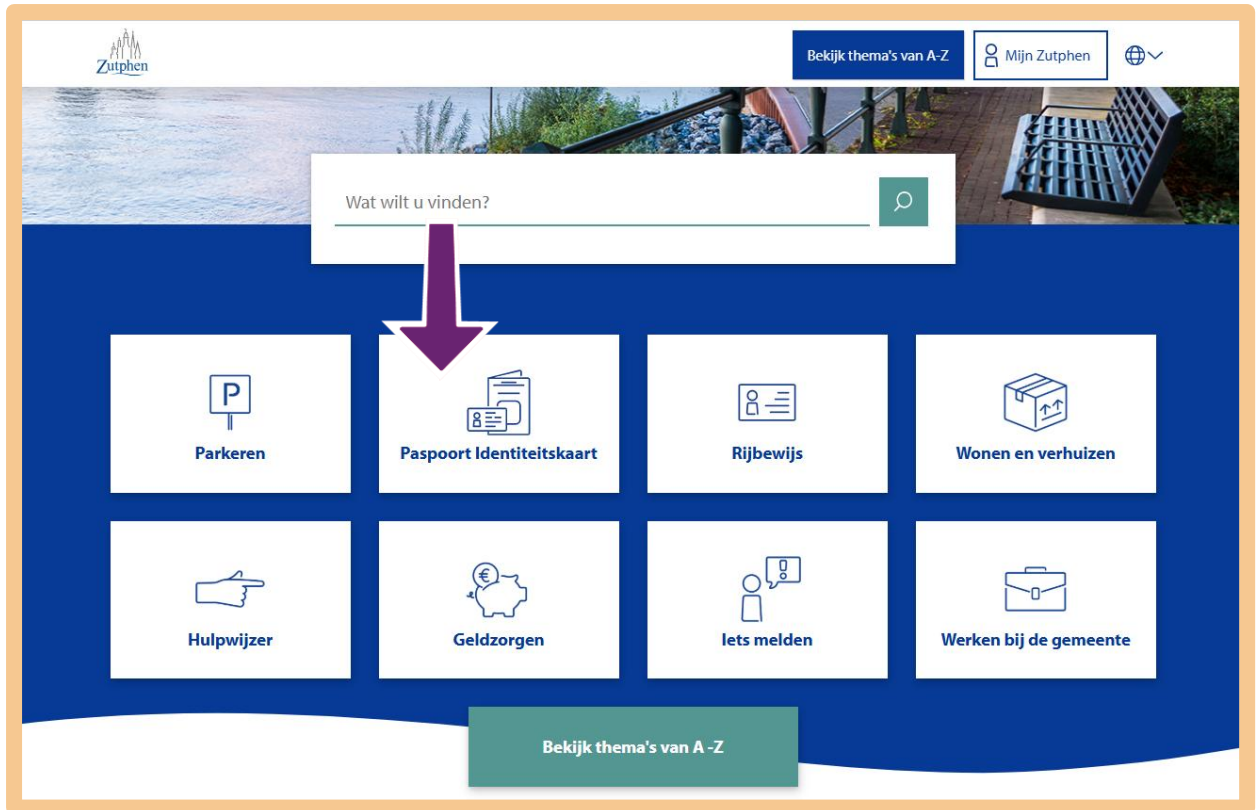 Zutphen
Bekijk thema's van A-Z
Mijn Zutphen
Wat wilt u vinden?
P
Parkeren
Paspoort Identiteitskaart
Rijbewijs
Wonen en verhuizen
€
!
Hulpwijzer
Geldzorgen
Iets melden
Werken bij de gemeente
Bekijk thema's van A -Z